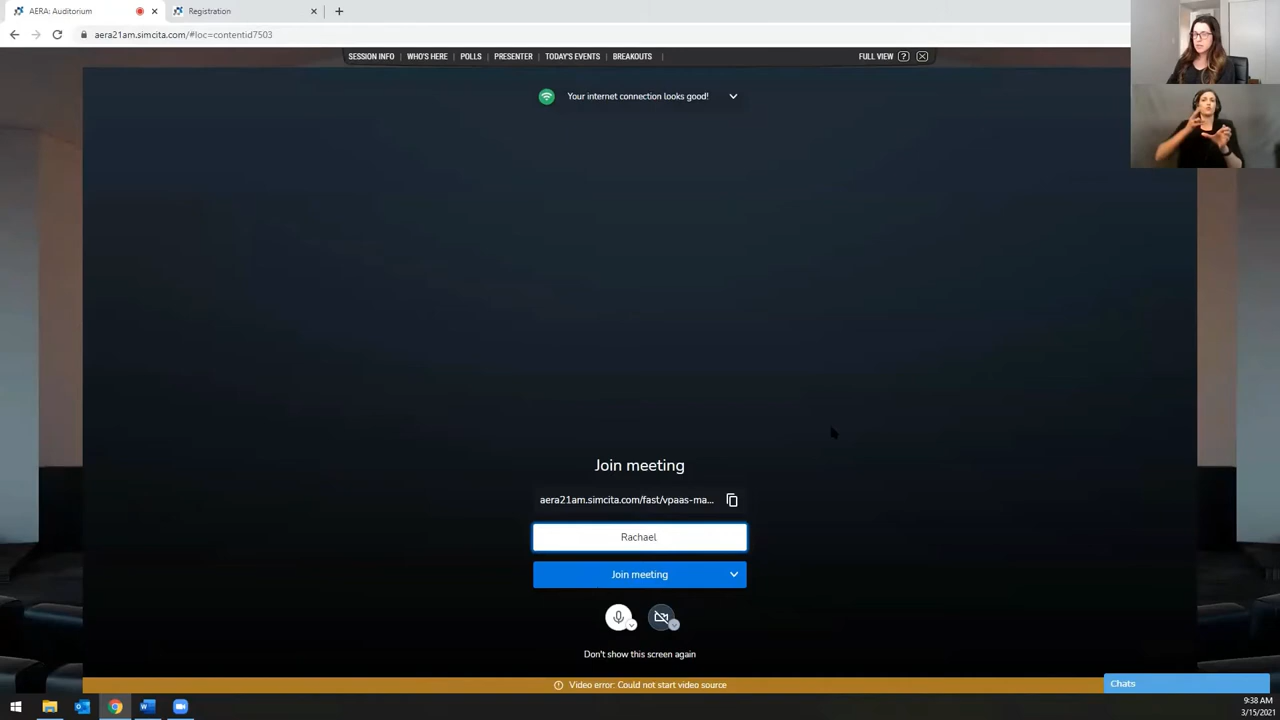 AERA: Auditorium
Registration
aera21am.simcita.com/#loc=contentid7503
SESSION INFO | WHO'S HERE | POLLS | PRESENTER | TODAY'S EVENTS | BREAKOUTS |
FULL VIEW
Your internet connection looks good!
Join meeting
aera21am.simcita.com/fast/vpaas-ma...
Rachael
Join meeting
Don't show this screen again
Video error: Could not start video source
Chats
9:38 AM
3/15/2021